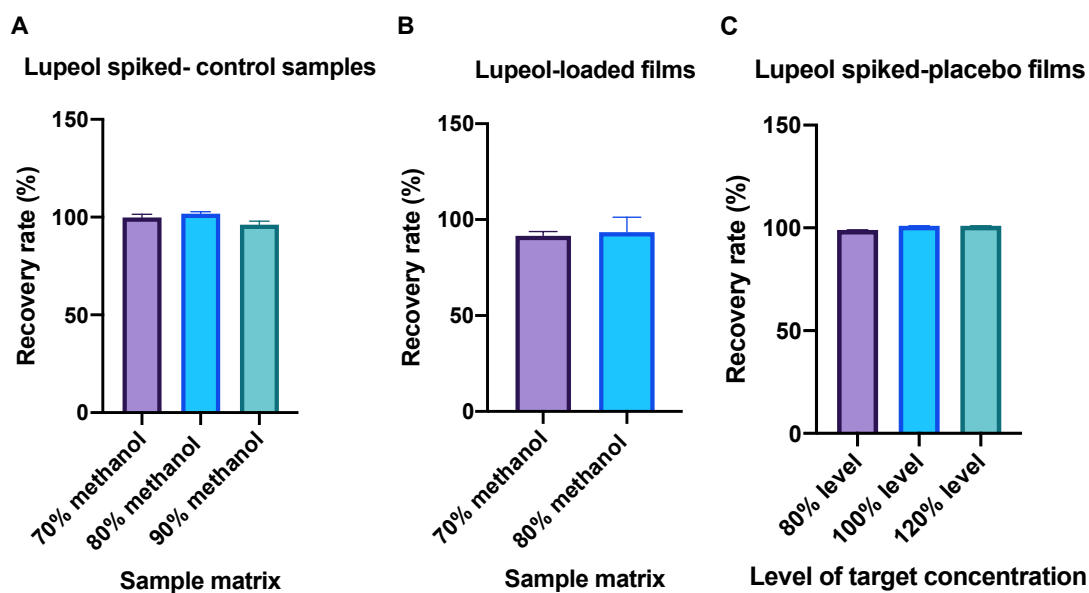 A
Lupeol spiked- control samples
150
100
50
0
Recovery rate (%)
70% methanol
80% methanol
90% methanol
Sample matrix
B
Lupeol-loaded films
150
100
50
0
Recovery rate (%)
70% methanol
80% methanol
Sample matrix
C
Lupeol spiked-placebo films
150
100
50
0
Recovery rate (%)
80% level
100% level
120% level
Level of target concentration